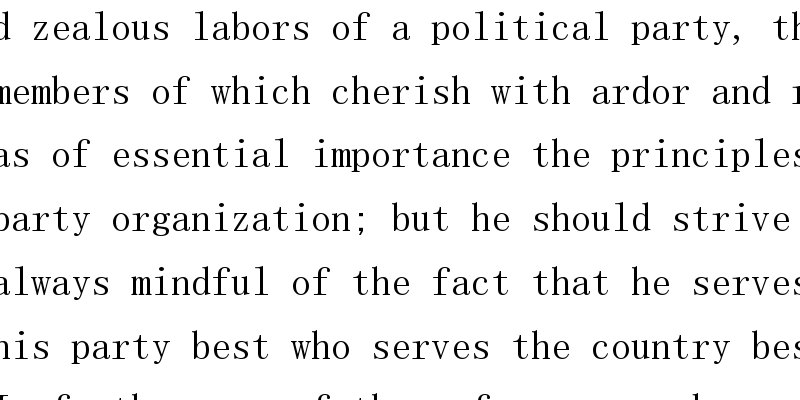 d zealous labors of a political party, th
members of which cherish with ardor and r
as of essential importance the principles
party organization; but he should strive
always mindful of the fact that he serves
his party best who serves the country bes